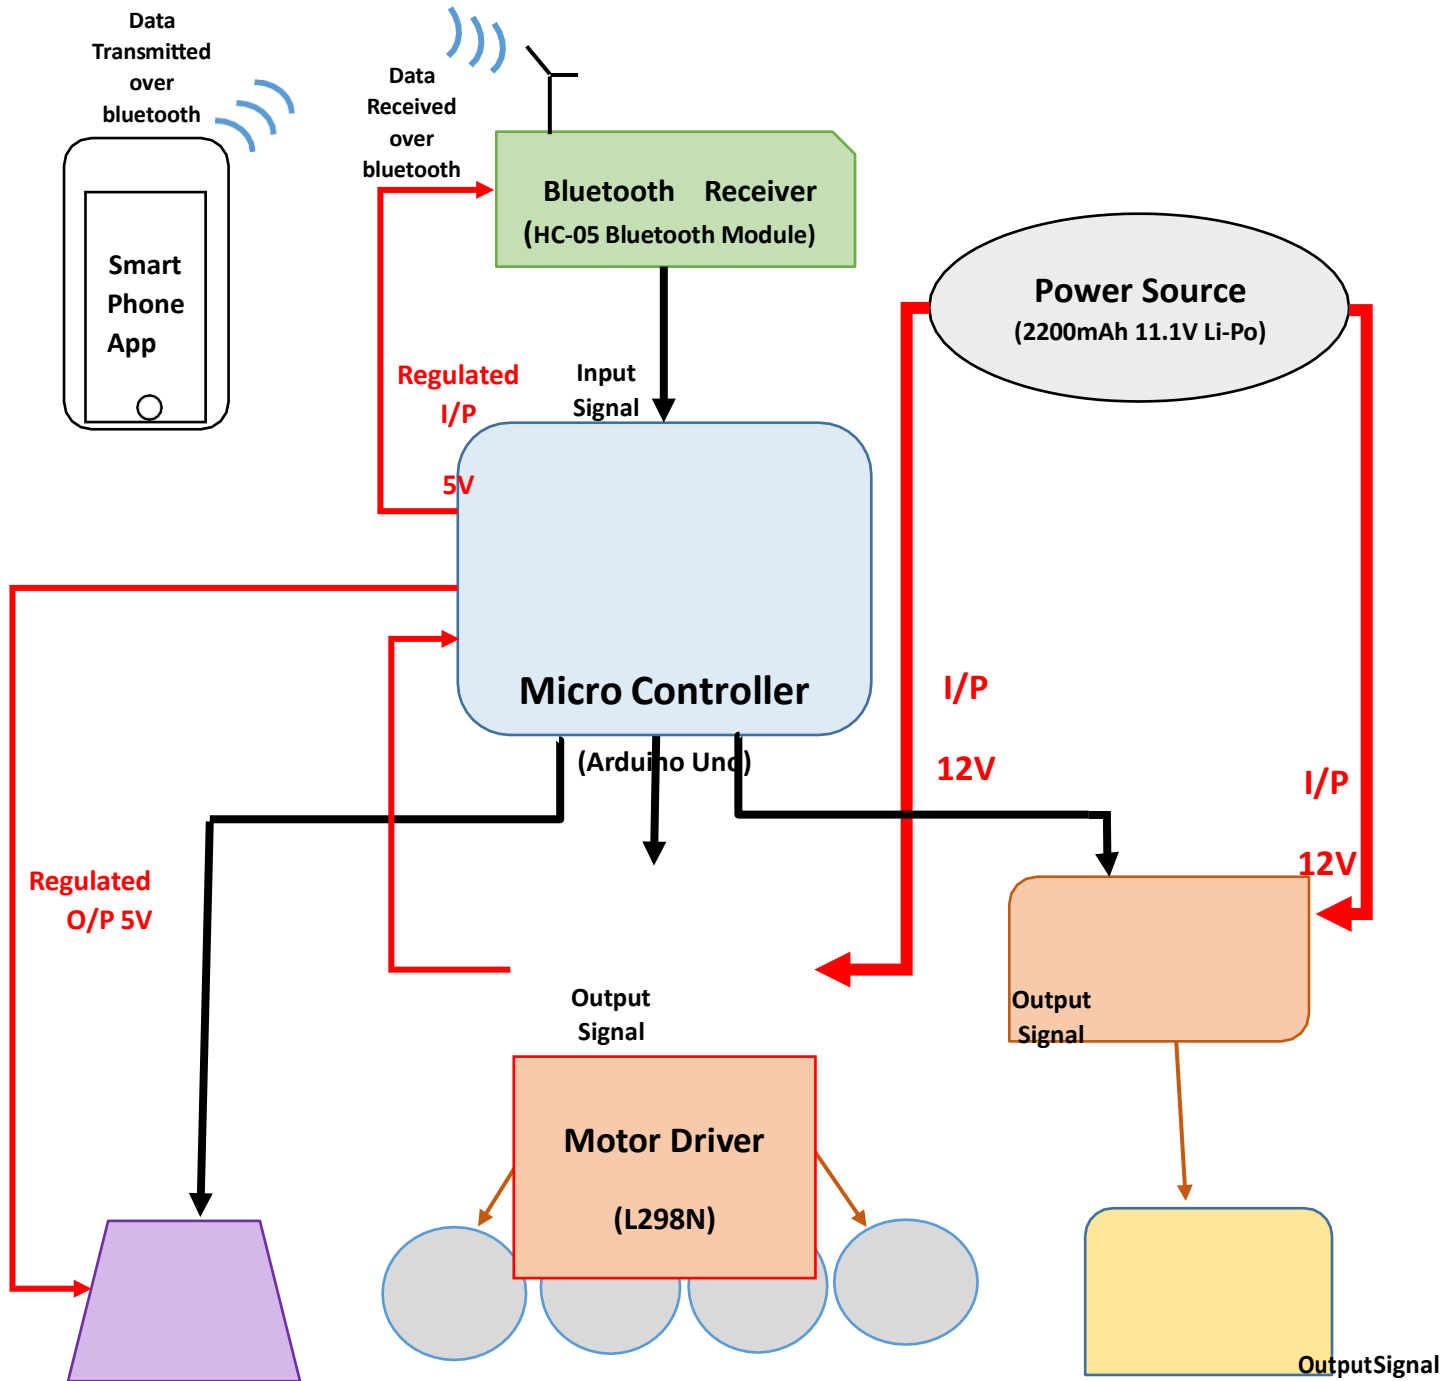 Data
Transmitted
over
bluetooth
Data
Received
over
bluetooth
Smart
Phone
App
Bluetooth Receiver
(HC-05 Bluetooth Module)
Power Source
(2200mAh 11.1V Li-Po)
Regulated
I/P
5V
Input
Signal
Micro Controller
(Arduino Uno)
I/P
12V
I/P
12V
Regulated
O/P 5V
Output
Signal
Output
Signal
Motor Driver
(L298N)
OutputSignal